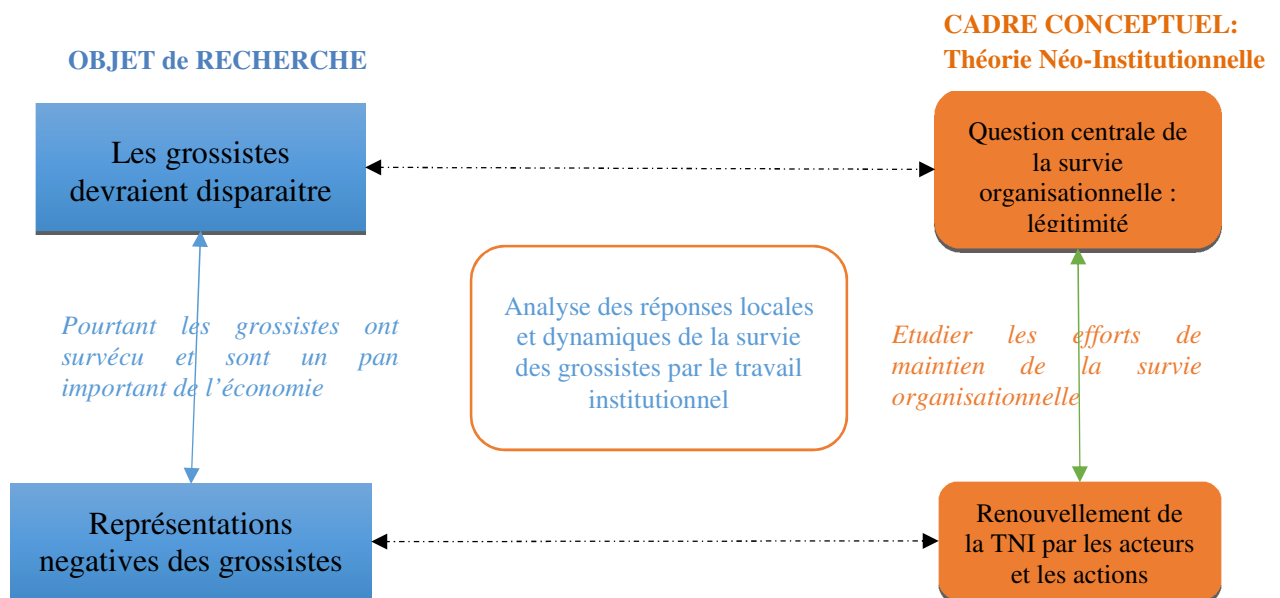 OBJET de RECHERCHE
CADRE CONCEPTUEL:
Théorie Néo-Institutionnelle
Les grossistes
devraient disparaitre
Question centrale de
la survie
organisationnelle :
légitimité
Pourtant les grossistes ont
survécu et sont un pan
important de l'économie
Analyse des réponses locales
et dynamiques de la survie
des grossistes par le travail
institutionnel
Etudier les efforts de
maintien de la survie
organisationnelle
Représentations
negatives des grossistes
Renouvellement de
la TNI par les acteurs
et les actions